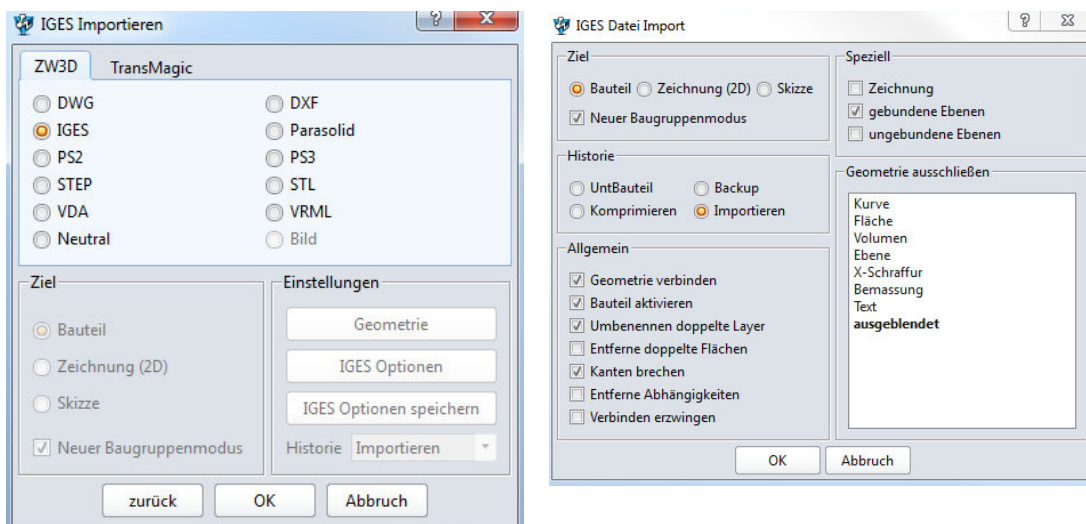 IGES Importieren
ZW3D TransMagic
DWG DXF
IGES Parasolid
PS2 PS3
STEP STL
VDA VRML
Neutral Bild
Ziel
Bauteil
Zeichnung (2D)
Skizze
Neuer Baugruppenmodus
Einstellungen
Geometrie
IGES Optionen
IGES Optionen speichern
Historie Importieren
zurück OK Abbruch
IGES Datei Import
Ziel
Bauteil Zeichnung (2D) Skizze
Neuer Baugruppenmodus
Historie
UntBauteil Backup
Komprimieren Importieren
Allgemein
Geometrie verbinden
Bauteil aktivieren
Umbenennen doppelte Layer
Entferne doppelte Flächen
Kanten brechen
Entferne Abhängigkeiten
Verbinden erzwingen
Speziell
Zeichnung
gebundene Ebenen
ungebundene Ebenen
Geometrie ausschließen
Kurve
Fläche
Volumen
Ebene
X-Schraffur
Bemassung
Text
ausgeblendet
OK Abbruch